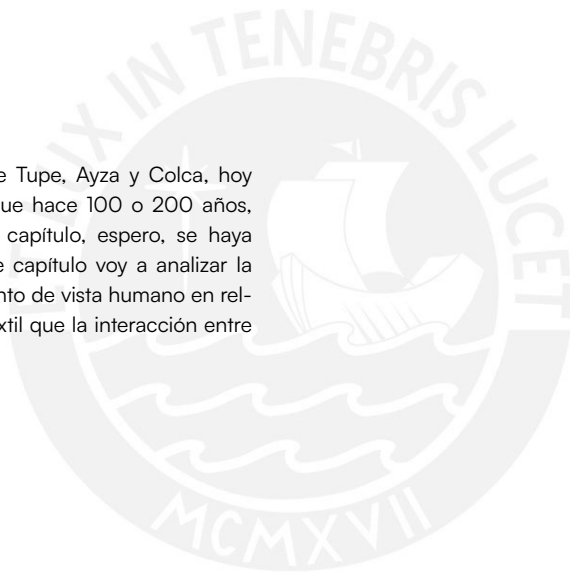 ET LUX IN TENEBRIS LUCET
e Tupe, Ayza y Colca, hoy
ue hace 100 o 200 años,
capítulo, espero, se haya
e capítulo voy a analizar la
nto de vista humano en rel-
xtil que la interacción entre
MCMXVII